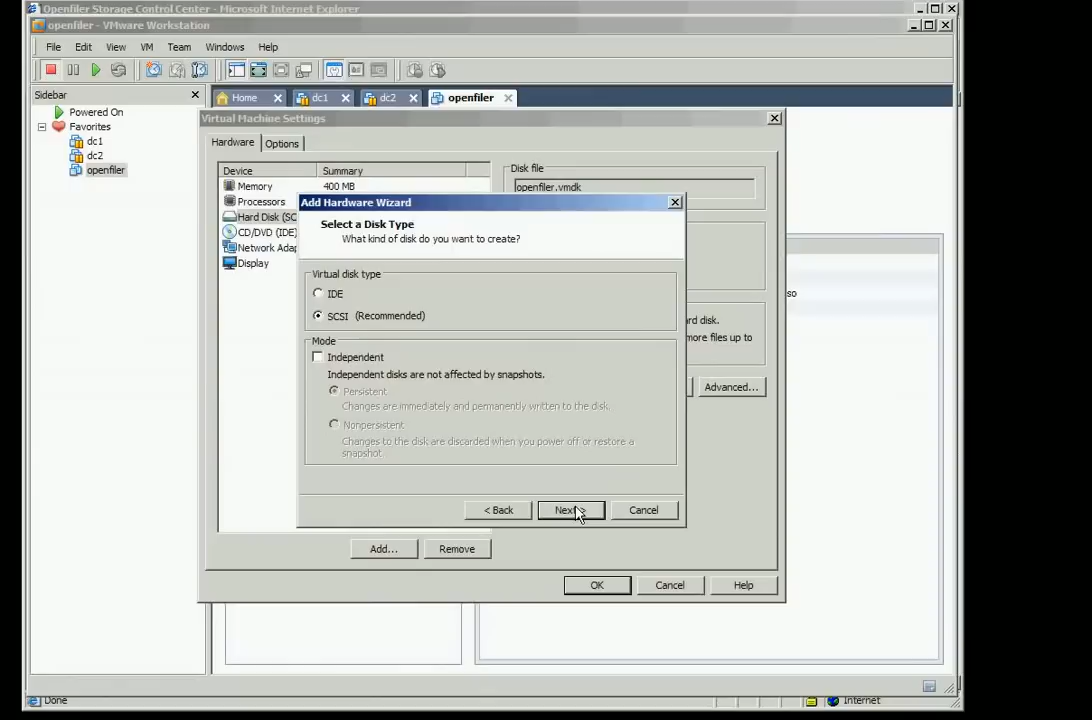 Openfiler Storage Control Center - Microsoft Internet Explorer
openfiler - VMware Workstation
File Edit View VM Team Windows Help
Sidebar
Home dc1 dc2 openfiler
Powered On
Favorites
dc1
dc2
openfiler
Virtual Machine Settings
Hardware Options
Device Summary
Memory 400 MB
Processors
Hard Disk (SC
CD/DVD (IDE)
Network Adap
Display
Disk file
openfiler.vmdk
Add Hardware Wizard
Select a Disk Type
What kind of disk do you want to create?
Virtual disk type
IDE
SCSI (Recommended)
Mode
Independent
Independent disks are not affected by snapshots.
Persistent
Changes are immediately and permanently written to the disk.
Nonpersistent
Changes to the disk are discarded when you power off or restore a
snapshot.
< Back Next > Cancel
so
rd disk.
more files up to
Advanced...
Add... Remove
OK Cancel Help
Done Internet